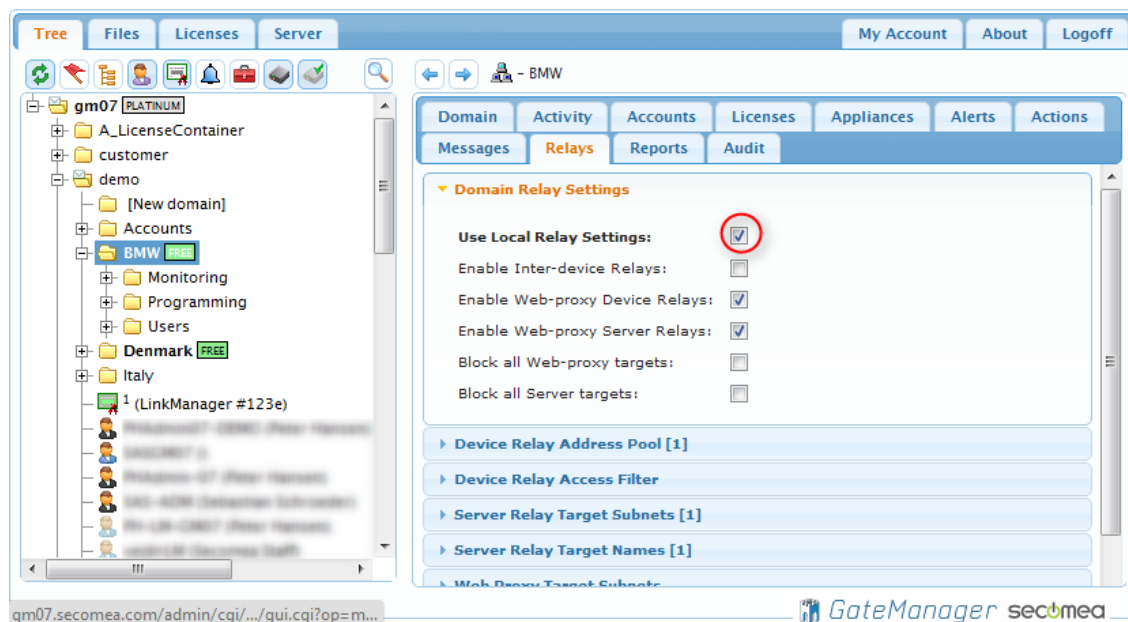 Tree Files Licenses Server My Account About Logoff
- BMW
gm07 PLATINUM
A_LicenseContainer
customer
demo
[New domain]
Accounts
BMW FREE
Monitoring
Programming
Users
Denmark FREE
Italy
1 (LinkManager #123e)
Domain Activity Accounts Licenses Appliances Alerts Actions
Messages Relays Reports Audit
Domain Relay Settings
Use Local Relay Settings:
Enable Inter-device Relays:
Enable Web-proxy Device Relays:
Enable Web-proxy Server Relays:
Block all Web-proxy targets:
Block all Server targets:
Device Relay Address Pool [1]
Device Relay Access Filter
Server Relay Target Subnets [1]
Server Relay Target Names [1]
Web Proxy Target Subnets
gm07.secomea.com/admin/cgi/.../gui.cgi?op=m...
GateManager secomea